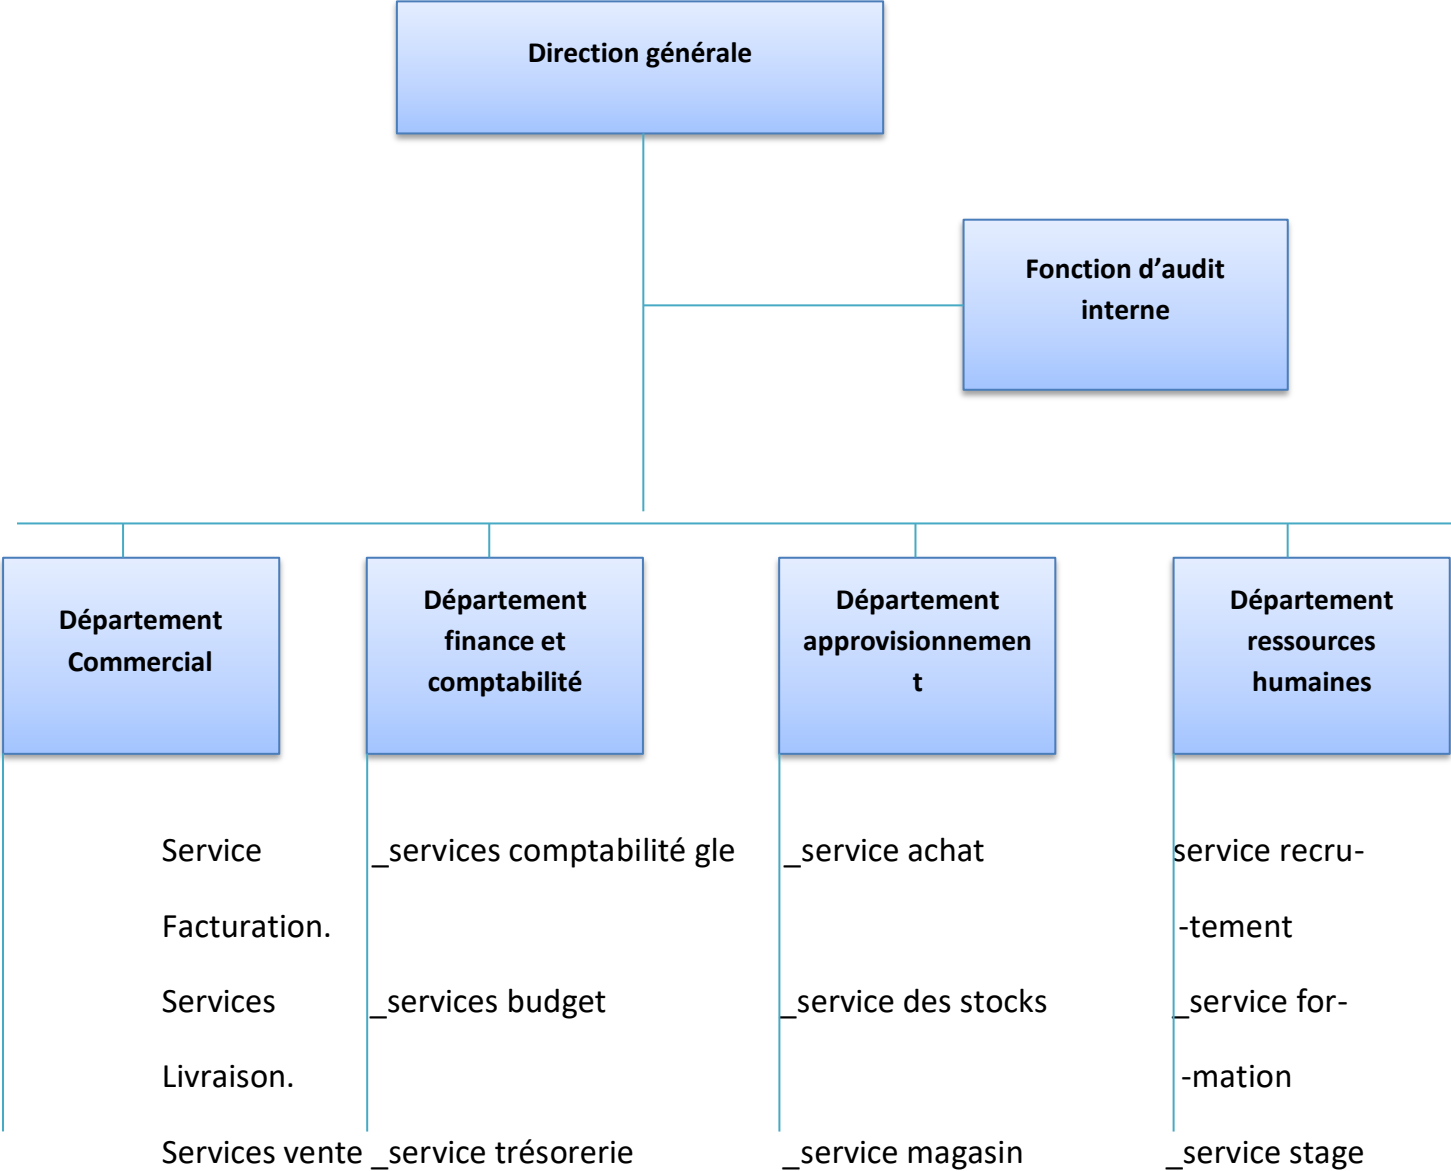 Direction générale
Fonction d’audit
interne
Département
Commercial
Département
finance et
comptabilité
Département
approvisionnemen
t
Département
ressources
humaines
Service _services comptabilité gle _service achat service recru-
Facturation. -tement
Services _services budget _service des stocks _service for-
Livraison. -mation
Services vente _service trésorerie _service magasin _service stage